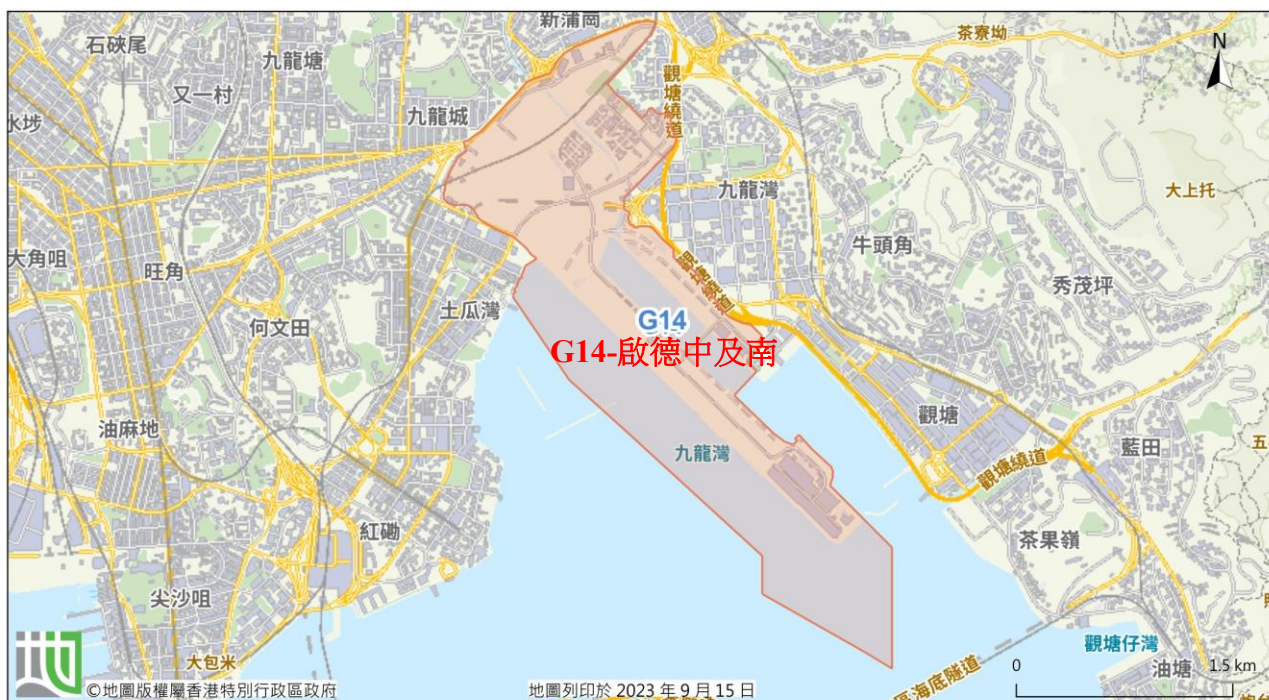 新蒲崗
茶寮坳
N
石硤尾
九龍塘
又一村
水埗
九龍城
觀塘繞道
九龍灣
大上托
大角咀
旺角
牛頭角
秀茂坪
觀塘繞道
何文田
土瓜灣
G14
G14-啟德中及南
油麻地
九龍灣
觀塘
藍田
五
觀塘繞道
紅磡
茶果嶺
尖沙咀
觀塘仔灣
0
1.5 km
大包米
區海底隧道
油塘
地
©地圖版權屬香港特別行政區政府
地圖列印於 2023 年 9 月 15 日